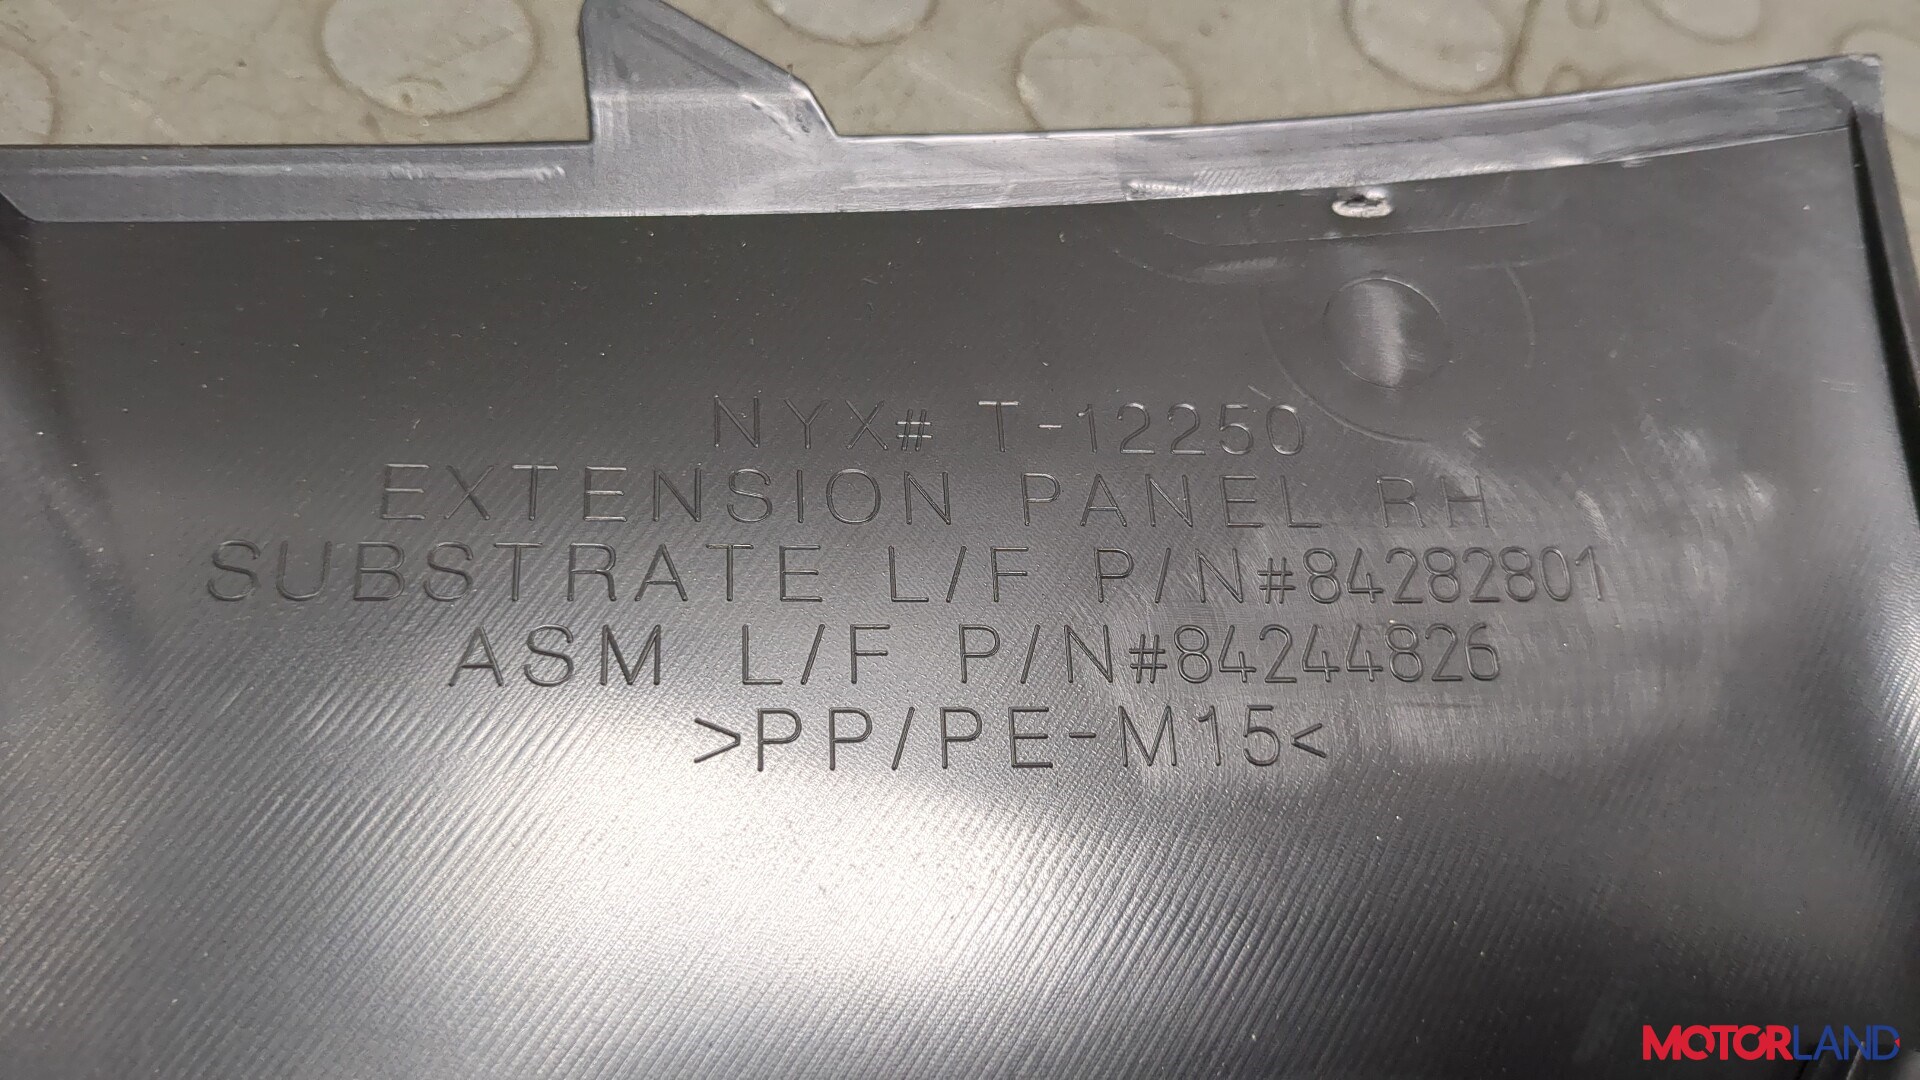 NYX# T-12250
EXTENSION PANEL RH
SUBSTRATE L/F P/N#84282801
ASM L/F P/N#84244826
>PP/PE-M15<
MOTORLAND